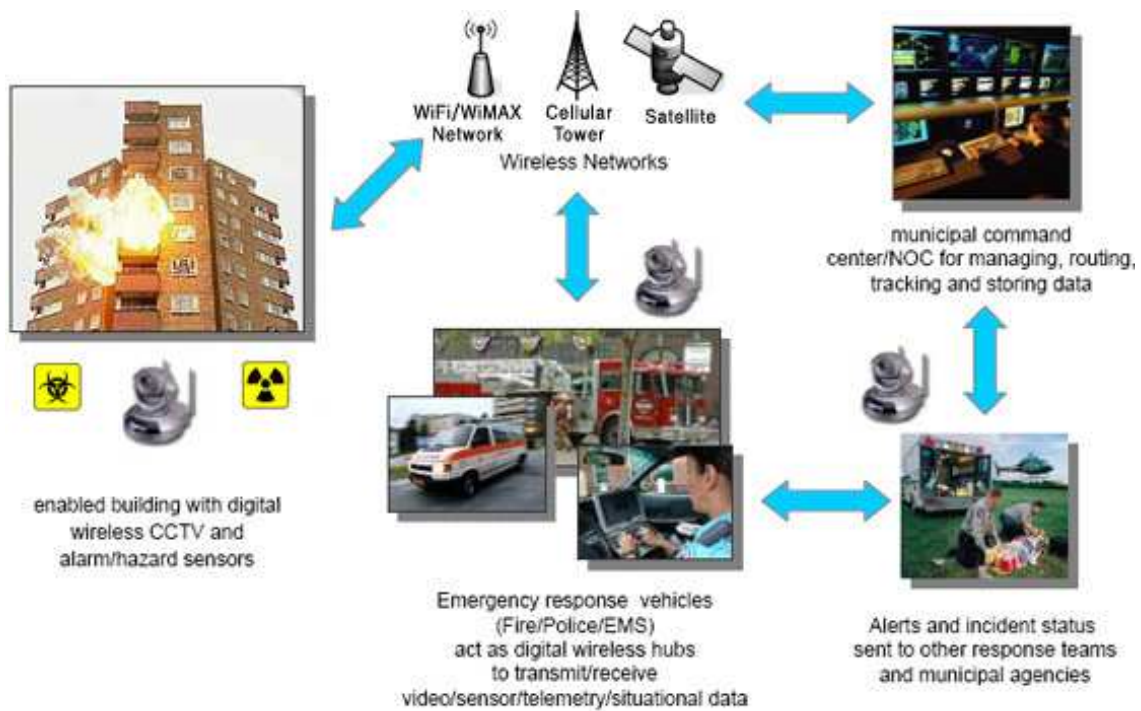 WiFi/WiMAX
Network
Cellular
Tower
Satellite
Wireless Networks
municipal command
center/NOC for managing, routing,
tracking and storing data
enabled building with digital
wireless CCTV and
alarm/hazard sensors
Emergency response vehicles
(Fire/Police/EMS)
act as digital wireless hubs
to transmit/receive
video/sensor/telemetry/situational data
Alerts and incident status
sent to other response teams
and municipal agencies